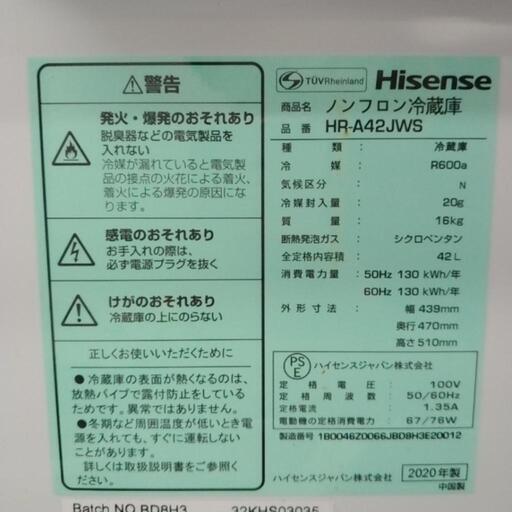 ⚠警告
発火・爆発のおそれあり
脱臭器などの電気製品を
入れない
冷媒が漏れていると電気製
品の接点の火花による着火、
着火による爆発の原因にな
ります。
感電のおそれあり
お手入れの際は、
必ず電源プラグを抜く
けがのおそれあり
冷蔵庫の上にのらない
正しくお使いいただくために
●冷蔵庫の表面が熱くなるのは、
放熱パイプで露付防止をしてい
るためです。異常ではありません。
●冬期など周囲温度が低いとき電
源を入れても、すぐに運転しない
ことがあります。
詳しくは取扱説明書をご覧ください
TÜVRheinland Hisense
商品名 ノンフロン冷蔵庫
品番 HR-A42JWS
種類: 冷蔵庫
冷媒: R600a
気候区分: N
冷媒封入量: 20g
質量: 16kg
断熱発泡ガス: シクロペンタン
全定格内容積: 42L
消費電力量: 50Hz 130 kWh/年
60Hz 130 kWh/年
外形寸法: 幅 439mm
奥行 470mm
高さ 510mm
PSE ハイセンスジャパン株式会社
定格電圧: 100V
定格周波数: 50/60Hz
定格電流: 1.35A
電動機の定格消費電力: 67/76W
製造番号 1B0046Z0066JBD8H3E20012
ハイセンスジャパン株式会社
2020年製
中国製
Batch NO BD8H3 32KHS03035